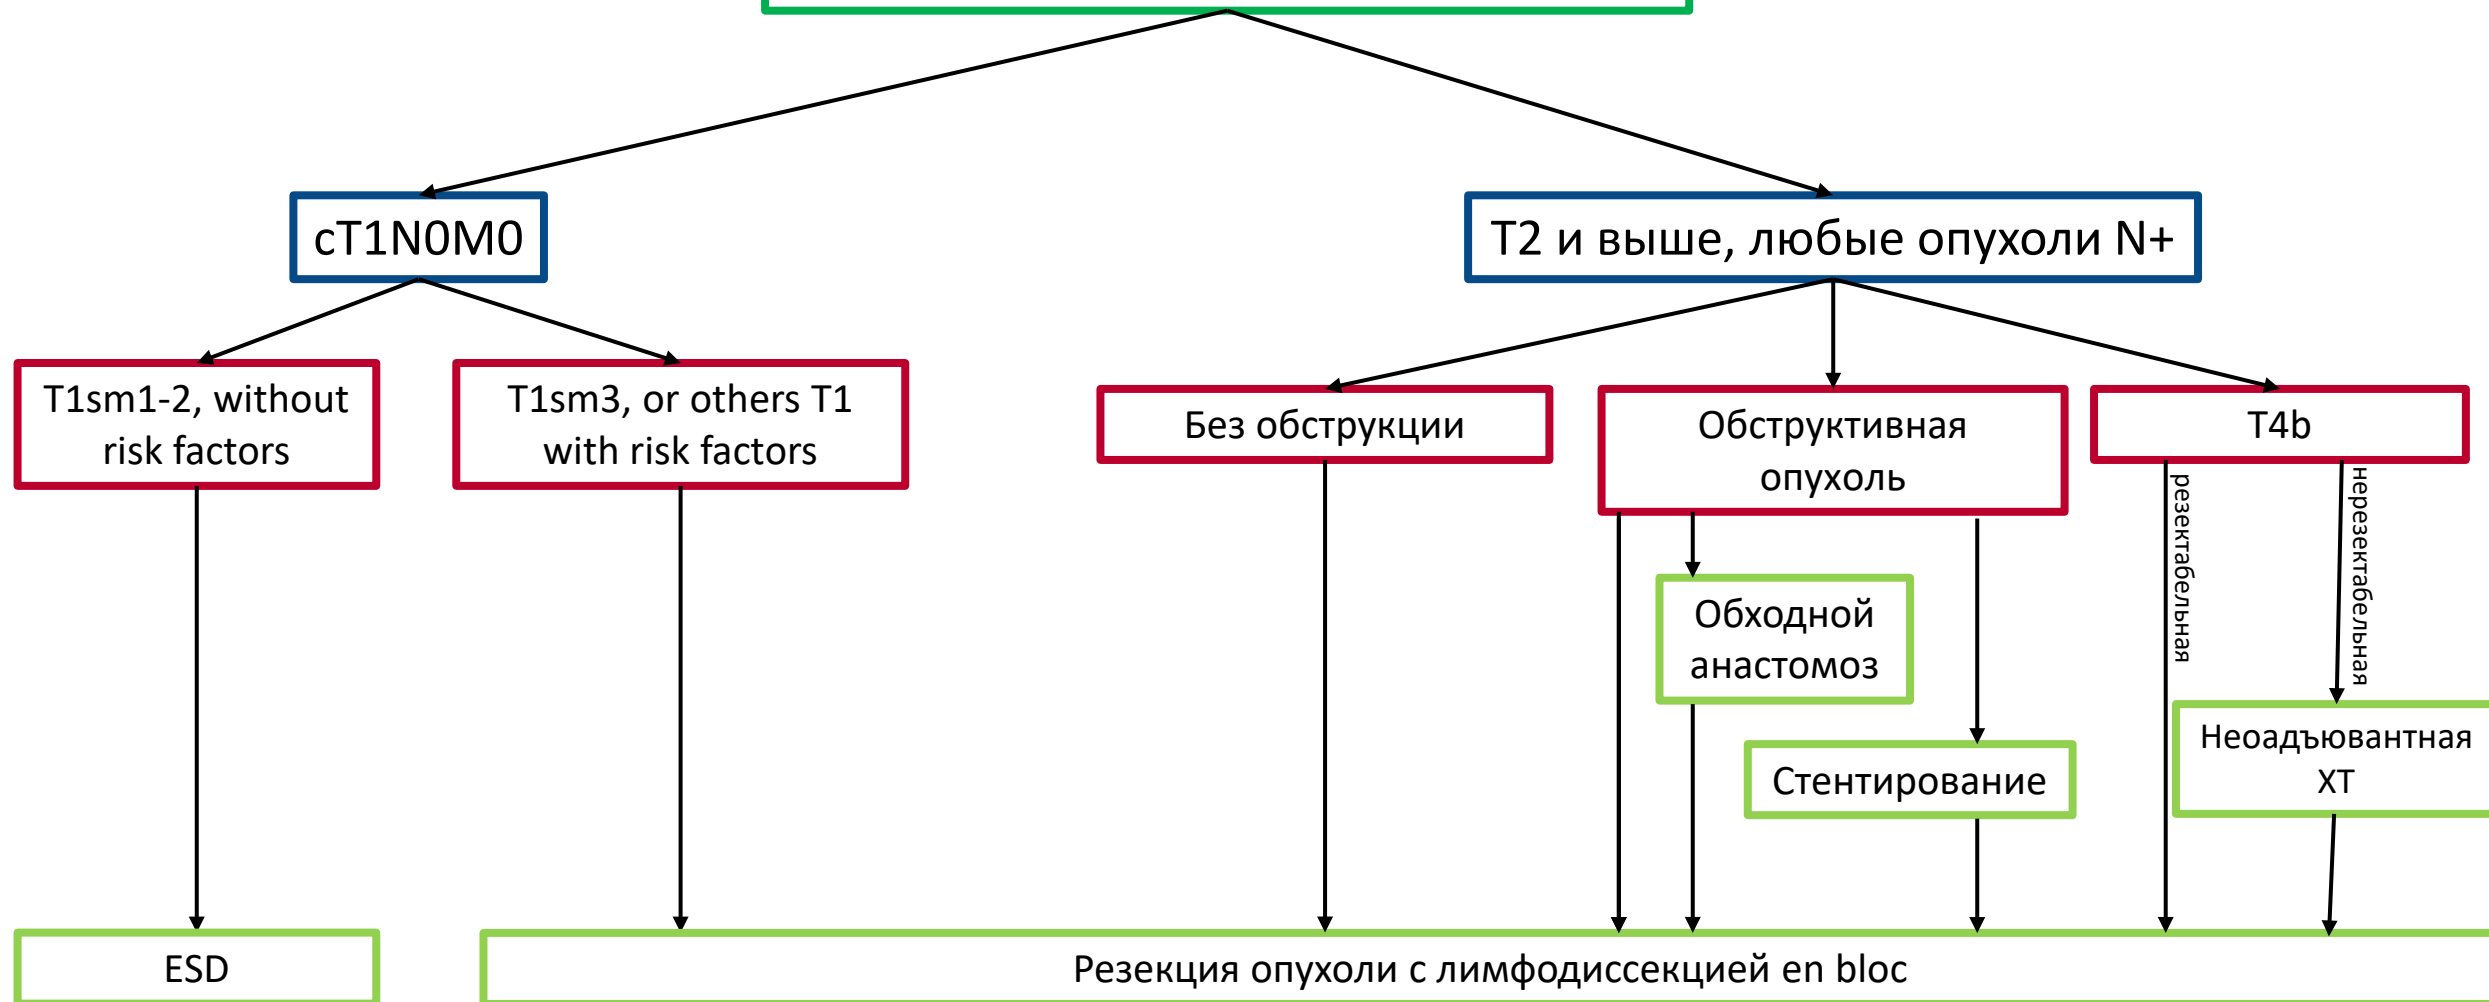 cT1N0M0
T2 и выше, любые опухоли N+
T1sm1-2, without
risk factors
T1sm3, or others T1
with risk factors
Без обструкции
Обструктивная
опухоль
T4b
резектабельная
нерезектабельная
Обходной
анастомоз
Стентирование
Неоадъювантная
ХТ
ESD
Резекция опухоли с лимфодиссекцией en bloc